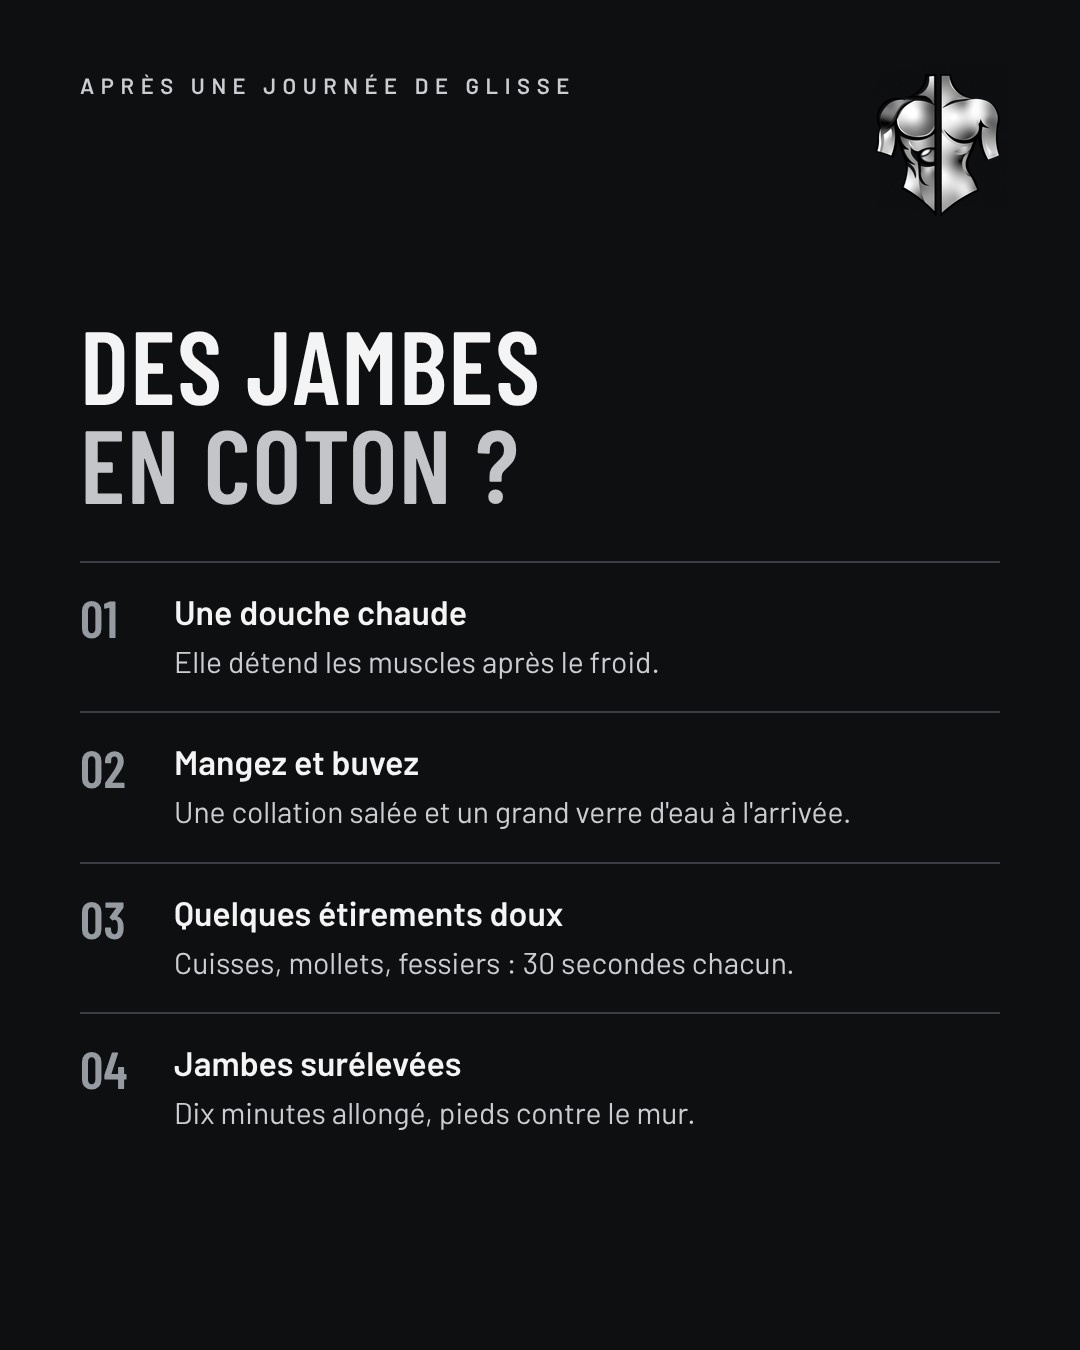 APRÈS UNE JOURNÉE DE GLISSE
DES JAMBES
EN COTON ?
01
Une douche chaude
Elle détend les muscles après le froid.
02
Mangez et buvez
Une collation salée et un grand verre d'eau à l'arrivée.
03
Quelques étirements doux
Cuisses, mollets, fessiers : 30 secondes chacun.
04
Jambes surélevées
Dix minutes allongé, pieds contre le mur.